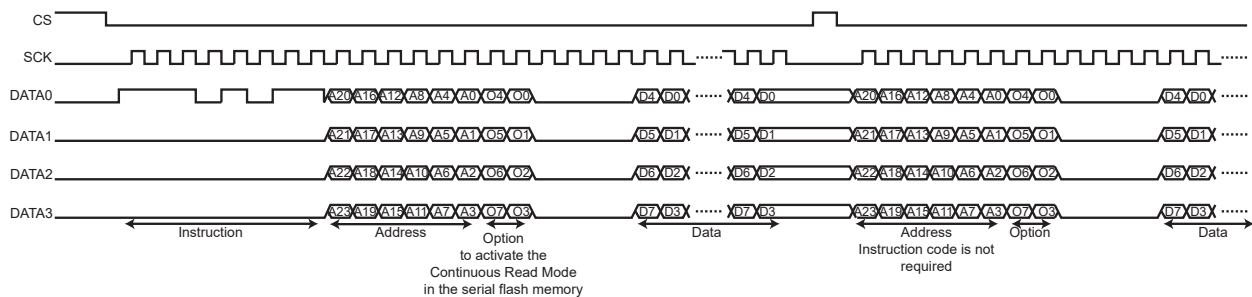 CS
SCK
DATA0 A20 A16 A12 A8 A4 A0 O4 O0 D4 D0 D4 D0 A20 A16 A12 A8 A4 A0 O4 O0 D4 D0
DATA1 A21 A17 A13 A9 A5 A1 O5 O1 D5 D1 D5 D1 A21 A17 A13 A9 A5 A1 O5 O1 D5 D1
DATA2 A22 A18 A14 A10 A6 A2 O6 O2 D6 D2 D6 D2 A22 A18 A14 A10 A6 A2 O6 O2 D6 D2
DATA3 A23 A19 A15 A11 A7 A3 O7 O3 D7 D3 D7 D3 A23 A19 A15 A11 A7 A3 O7 O3 D7 D3
Instruction
Address
Option
to activate the
Continuous Read Mode
in the serial flash memory
Data
Address
Instruction code is not
required
Option
Data